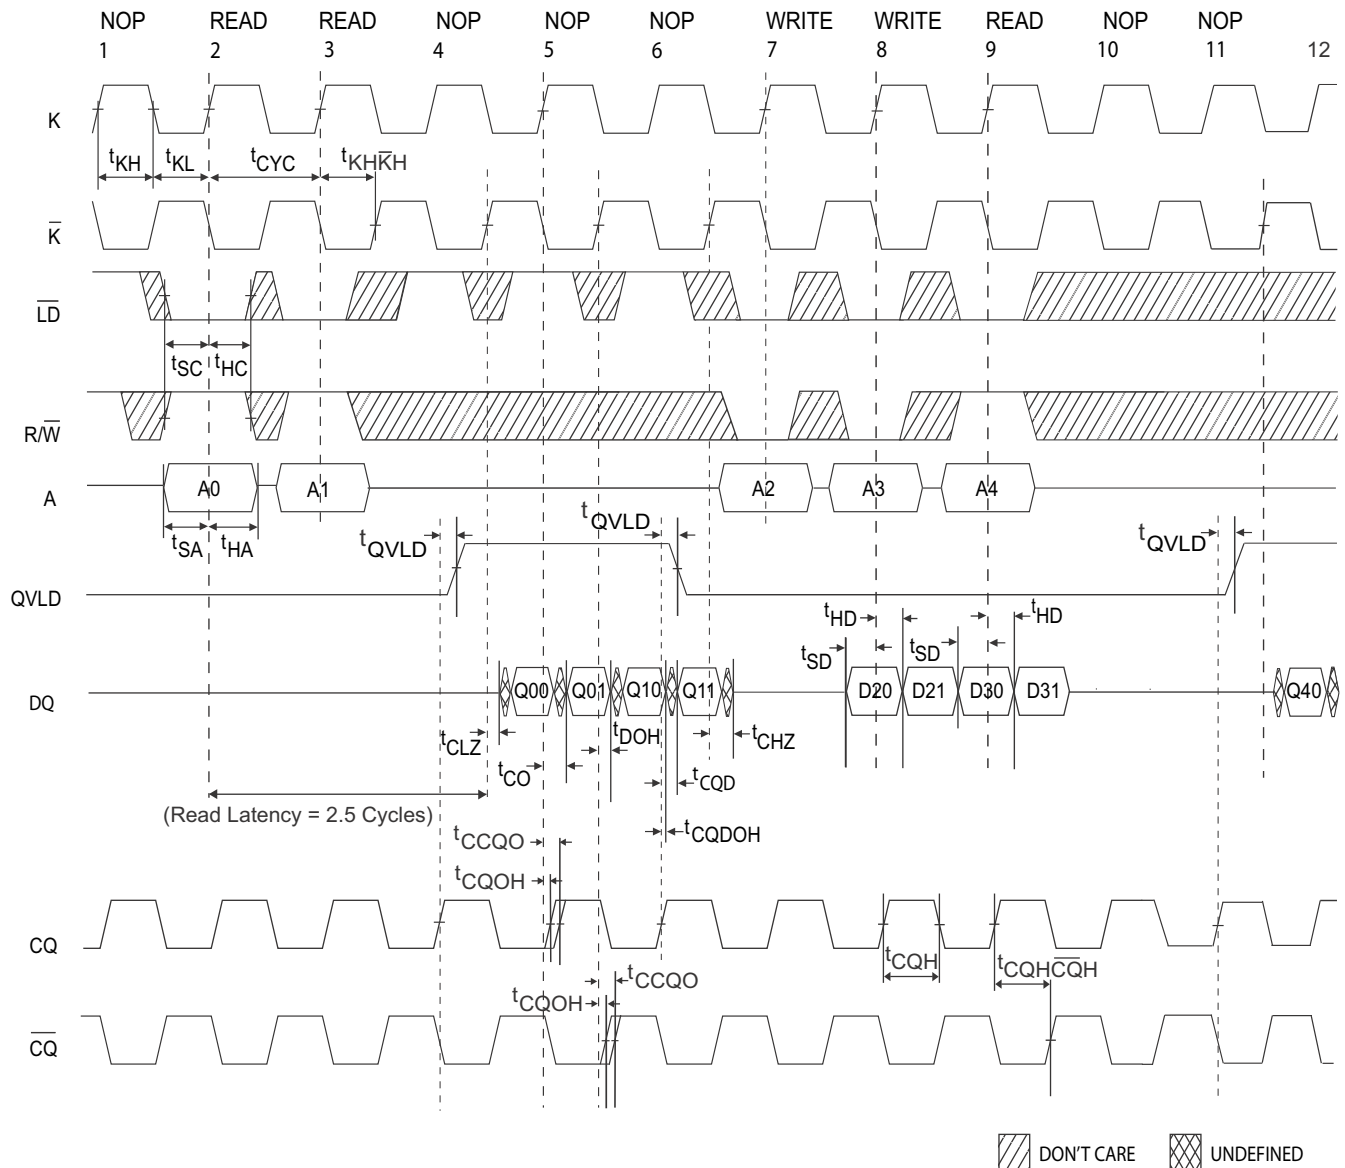 NOP READ READ NOP NOP NOP WRITE WRITE READ NOP NOP
1 2 3 4 5 6 7 8 9 10 11 12
K
tKH tKL tCYC tKHK̅H
K̅
L̅D̅
tSC tHC
R/W̅
A A0 A1 A2 A3 A4
tSA tHA tQVLD tQVLD tQVLD
QVLD
tHD tHD
tSD tSD
DQ Q00 Q01 Q10 Q11 D20 D21 D30 D31 Q40
tCLZ tDOH tCHZ
tCO tCQD
(Read Latency = 2.5 Cycles)
tCQDOH
tCCQO
tCQOH
CQ
tCQH tCQHC̅Q̅H
tCCQO
tCQOH
C̅Q̅
DON'T CARE UNDEFINED